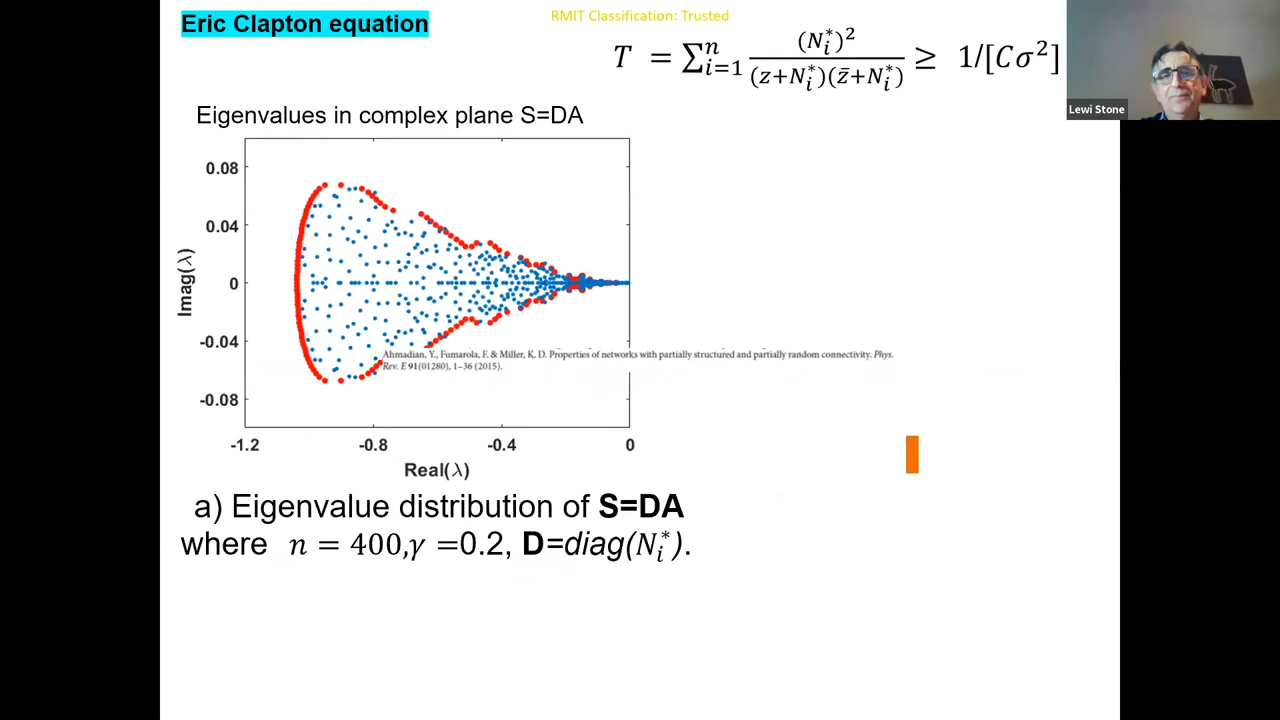 RMIT Classification: Trusted
Eric Clapton equation
T = ∑ⁿᵢ₌₁ (Nᵢ*)² / (z+Nᵢ*)(z̄+Nᵢ*) ≥ 1/[Cσ²]
Lewi Stone
Eigenvalues in complex plane S=DA
0.08
0.04
0
-0.04
-0.08
Imag(λ)
Ahmadian, Y., Fumarola, F. & Miller, K. D. Properties of networks with partially structured and partially random connectivity. Phys.
Rev. E 91(01280), 1–36 (2015).
-1.2 -0.8 -0.4 0
Real(λ)
a) Eigenvalue distribution of S=DA
where n = 400,γ =0.2, D=diag(Nᵢ*).